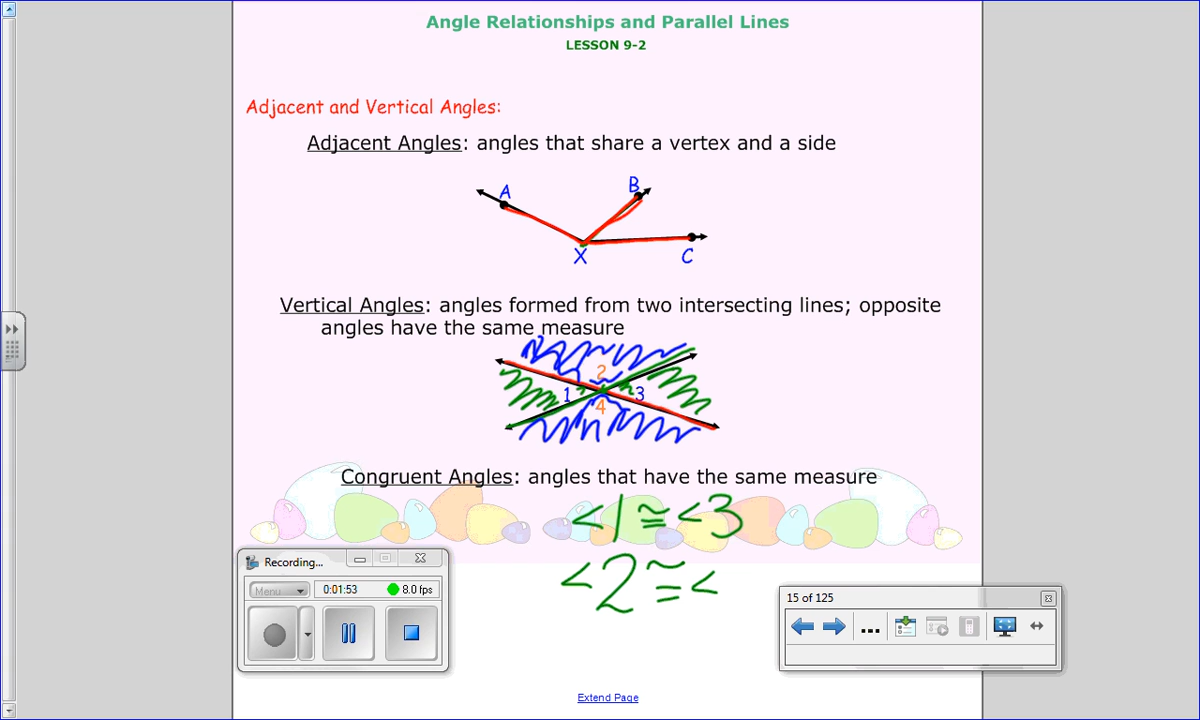 Angle Relationships and Parallel Lines
LESSON 9-2
Adjacent and Vertical Angles:
Adjacent Angles: angles that share a vertex and a side
A
B
X
C
Vertical Angles: angles formed from two intersecting lines; opposite
angles have the same measure
2
1
3
4
Congruent Angles: angles that have the same measure
<1 ≅ <3
<2 ≅ <
Recording...
Menu
0:01:53
8.0 fps
15 of 125
...
Extend Page